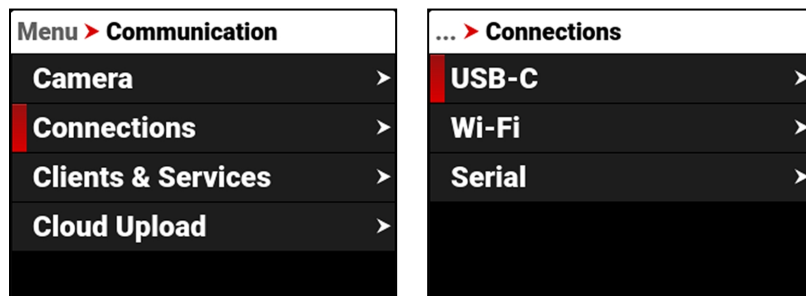 Menu > Communication
Camera
Connections
Clients & Services
Cloud Upload
... > Connections
USB-C
Wi-Fi
Serial